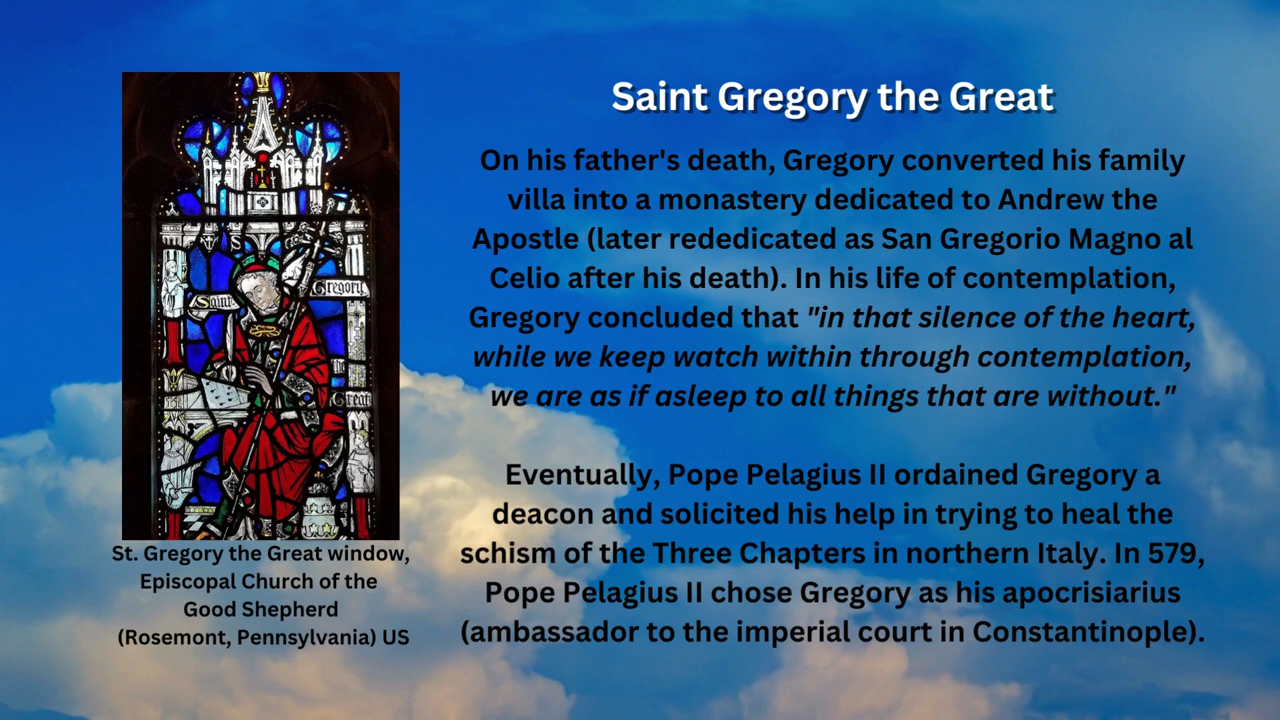 Saint Gregory the Great
On his father's death, Gregory converted his family
villa into a monastery dedicated to Andrew the
Apostle (later rededicated as San Gregorio Magno al
Celio after his death). In his life of contemplation,
Gregory concluded that "in that silence of the heart,
while we keep watch within through contemplation,
we are as if asleep to all things that are without."
Eventually, Pope Pelagius II ordained Gregory a
deacon and solicited his help in trying to heal the
schism of the Three Chapters in northern Italy. In 579,
Pope Pelagius II chose Gregory as his apocrisiarius
(ambassador to the imperial court in Constantinople).
Saint
Gregory
Great
St. Gregory the Great window,
Episcopal Church of the
Good Shepherd
(Rosemont, Pennsylvania) US